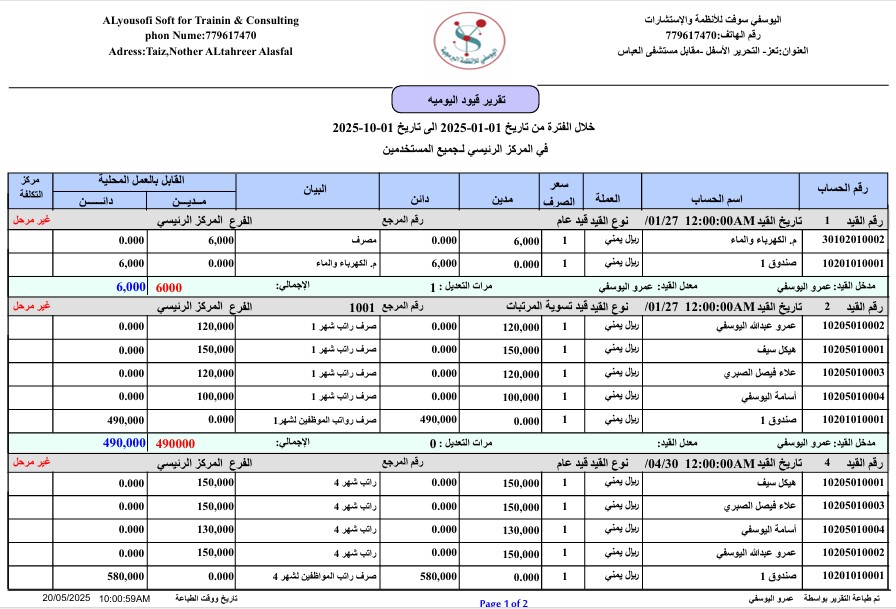 ALyousofi Soft for Trainin & Consulting
phon Nume:779617470
Adress:Taiz,Nother ALtahreer Alasfal
اليوسفي سوفت للأنظمة والإستشارات
رقم الهاتف:779617470
العنوان:تعز- التحرير الأسفل -مقابل مستشفى العباس
تقرير قيود اليوميه
خلال الفترة من تاريخ 01-01-2025 الى تاريخ 01-10-2025
في المركز الرئيسي لجميع المستخدمين
رقم الحساب اسم الحساب العملة سعر الصرف مدين دائن البيان القابل بالعمل المحلية مركز التكلفة
مـديـن دائـــن
رقم القيد 1 تاريخ القيد 12:00:00AM 01/27/ نوع القيد قيد عام رقم المرجع الفرع المركز الرئيسي غير مرحل
30102010002 م. الكهرباء والماء ريال يمني 1 6,000 0.000 مصرف 6,000 0.000
10201010001 صندوق 1 ريال يمني 1 0.000 6,000 م. الكهرباء والماء 0.000 6,000
مدخل القيد: عمرو اليوسفي معدل القيد: عمرو اليوسفي مرات التعديل : 1 الإجمالي: 6000 6,000
رقم القيد 2 تاريخ القيد 12:00:00AM 01/27/ نوع القيد قيد تسوية المرتبات رقم المرجع 1001 الفرع المركز الرئيسي غير مرحل
10205010002 عمرو عبدالله اليوسفي ريال يمني 1 120,000 0.000 صرف راتب شهر 1 120,000 0.000
10205010001 هيكل سيف ريال يمني 1 150,000 0.000 صرف راتب شهر 1 150,000 0.000
10205010003 علاء فيصل الصبري ريال يمني 1 120,000 0.000 صرف راتب شهر 1 120,000 0.000
10205010004 أسامة اليوسفي ريال يمني 1 100,000 0.000 صرف راتب شهر 1 100,000 0.000
10201010001 صندوق 1 ريال يمني 1 0.000 490,000 صرف رواتب الموظفين لشهر1 0.000 490,000
مدخل القيد: عمرو اليوسفي معدل القيد: مرات التعديل : 0 الإجمالي: 490000 490,000
رقم القيد 4 تاريخ القيد 12:00:00AM 04/30/ نوع القيد قيد عام رقم المرجع الفرع المركز الرئيسي غير مرحل
10205010001 هيكل سيف ريال يمني 1 150,000 0.000 راتب شهر 4 150,000 0.000
10205010003 علاء فيصل الصبري ريال يمني 1 150,000 0.000 راتب شهر 4 150,000 0.000
10205010004 أسامة اليوسفي ريال يمني 1 130,000 0.000 راتب شهر 4 130,000 0.000
10205010002 عمرو عبدالله اليوسفي ريال يمني 1 150,000 0.000 راتب شهر 4 150,000 0.000
10201010001 صندوق 1 ريال يمني 1 0.000 580,000 صرف راتب المواظفين لشهر 4 0.000 580,000
تم طباعة التقرير بواسطة عمرو اليوسفي Page 1 of 2 تاريخ ووقت الطباعة 10:00:59AM 20/05/2025